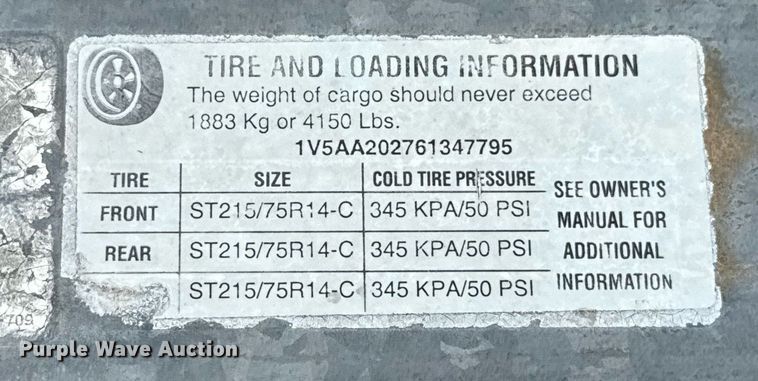 TIRE AND LOADING INFORMATION
The weight of cargo should never exceed
1883 Kg or 4150 Lbs.
1V5AA202761347795
TIRE SIZE COLD TIRE PRESSURE
FRONT ST215/75R14-C 345 KPA/50 PSI
REAR ST215/75R14-C 345 KPA/50 PSI
ST215/75R14-C 345 KPA/50 PSI
SEE OWNER'S
MANUAL FOR
ADDITIONAL
INFORMATION
709
Purple Wave Auction